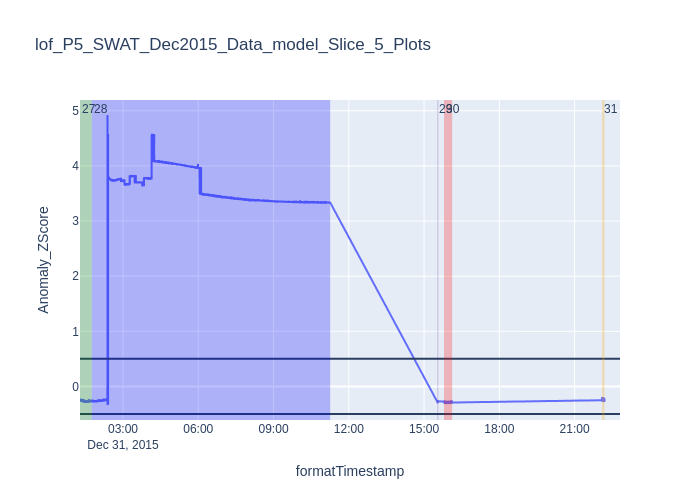 lof_P5_SWAT_Dec2015_Data_model_Slice_5_Plots
27 28 29 30 31
5
4
3
2
1
0
Anomaly_ZScore
03:00 06:00 09:00 12:00 15:00 18:00 21:00
Dec 31, 2015
formatTimestamp